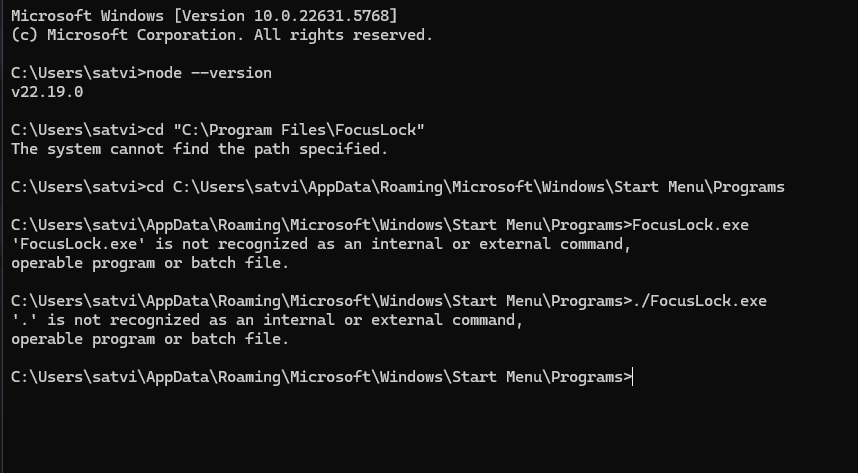 Microsoft Windows [Version 10.0.22631.5768]
(c) Microsoft Corporation. All rights reserved.
C:\Users\satvi>node --version
v22.19.0
C:\Users\satvi>cd "C:\Program Files\FocusLock"
The system cannot find the path specified.
C:\Users\satvi>cd C:\Users\satvi\AppData\Roaming\Microsoft\Windows\Start Menu\Programs
C:\Users\satvi\AppData\Roaming\Microsoft\Windows\Start Menu\Programs>FocusLock.exe
'FocusLock.exe' is not recognized as an internal or external command,
operable program or batch file.
C:\Users\satvi\AppData\Roaming\Microsoft\Windows\Start Menu\Programs>./FocusLock.exe
'.' is not recognized as an internal or external command,
operable program or batch file.
C:\Users\satvi\AppData\Roaming\Microsoft\Windows\Start Menu\Programs>